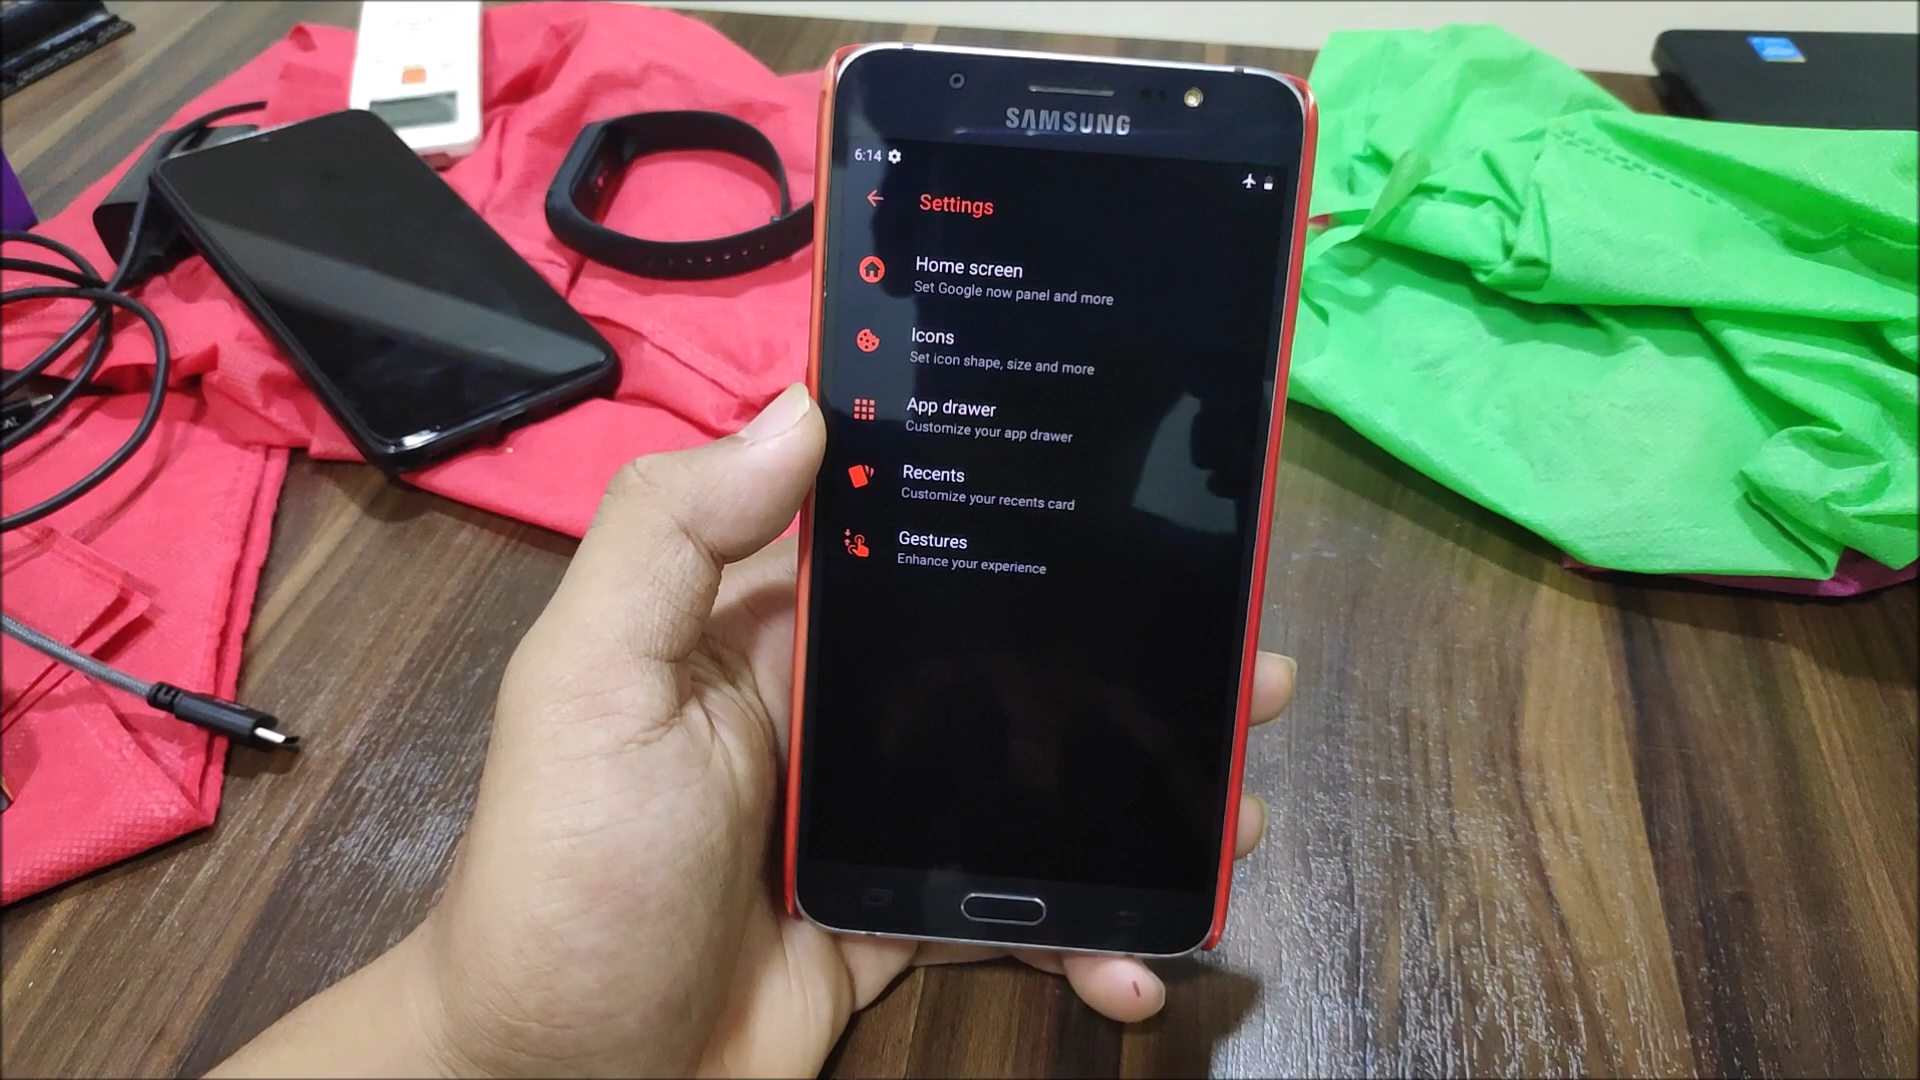 SAMSUNG
6:14
Settings
Home screen
Set Google now panel and more
Icons
Set icon shape, size and more
App drawer
Customize your app drawer
Recents
Customize your recents card
Gestures
Enhance your experience